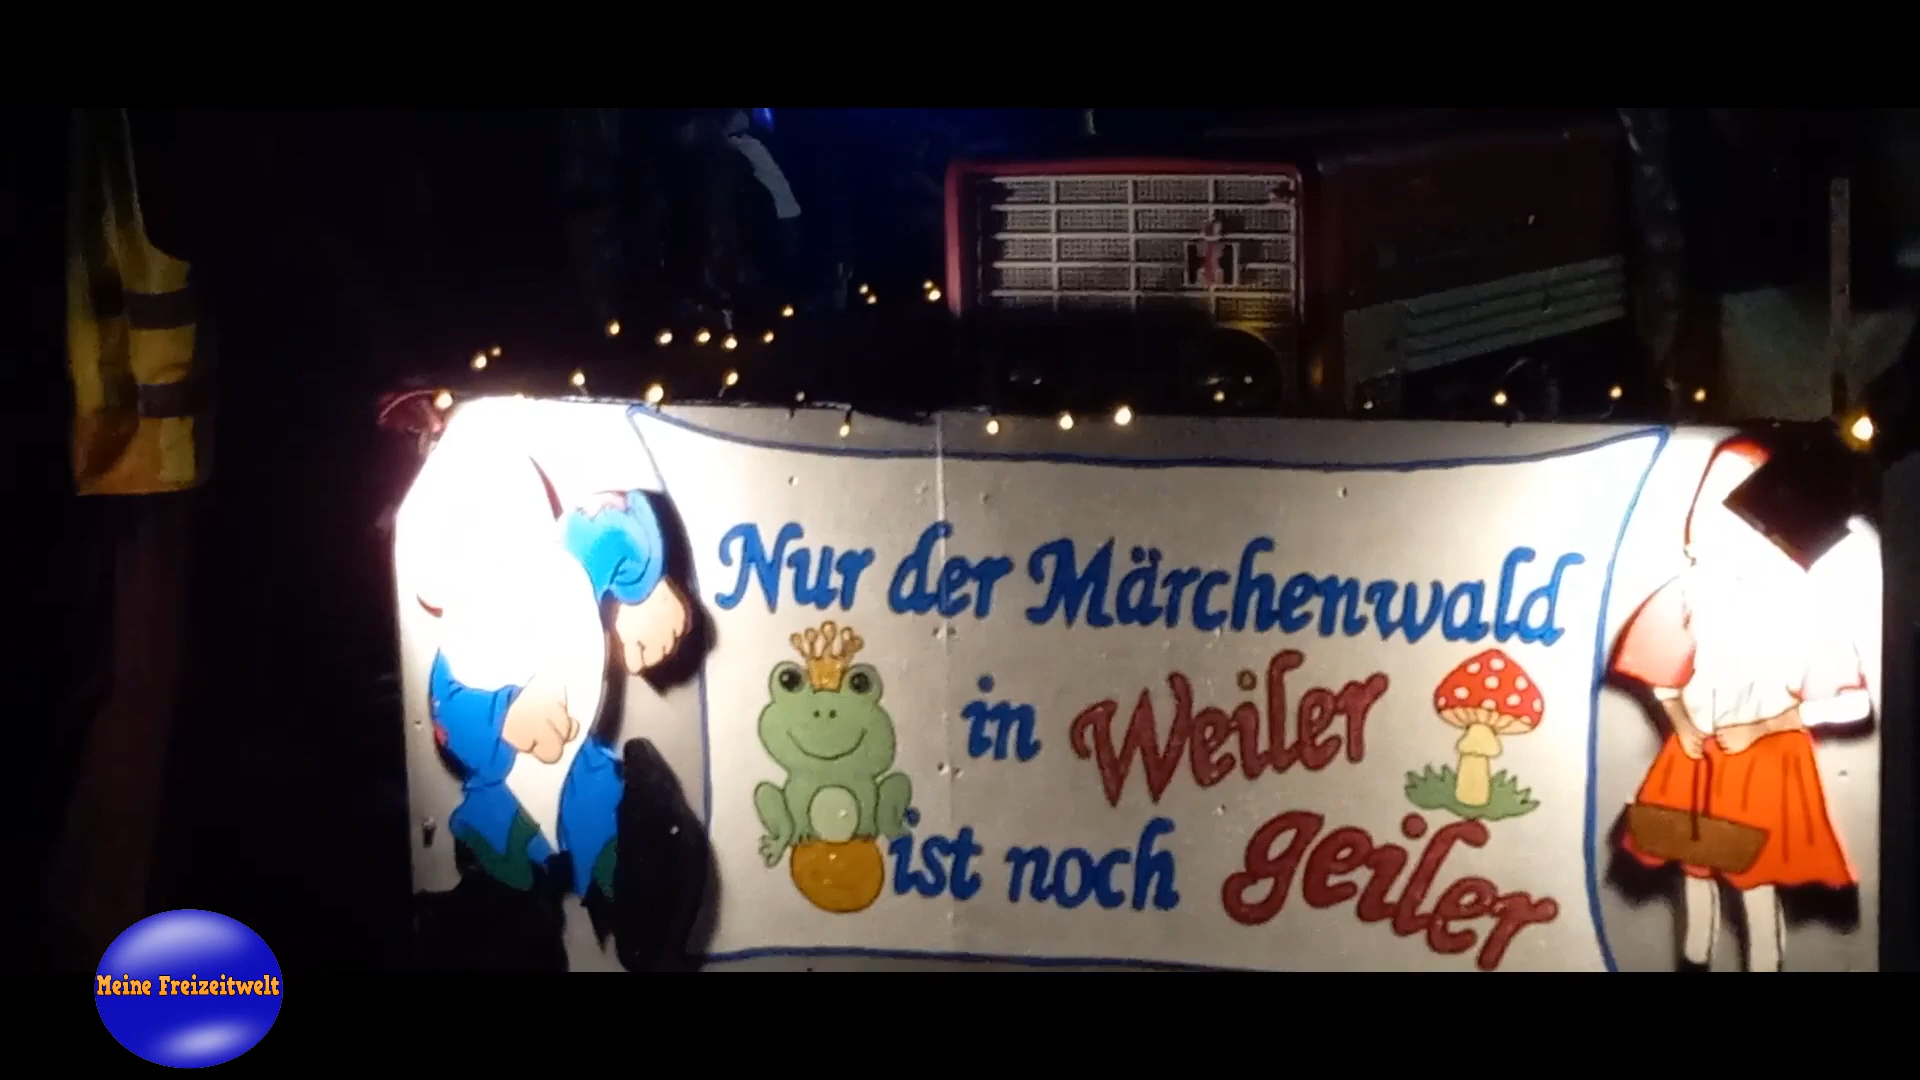 Nur der Märchenwald
in Weiler
ist noch geiler
Meine Freizeitwelt